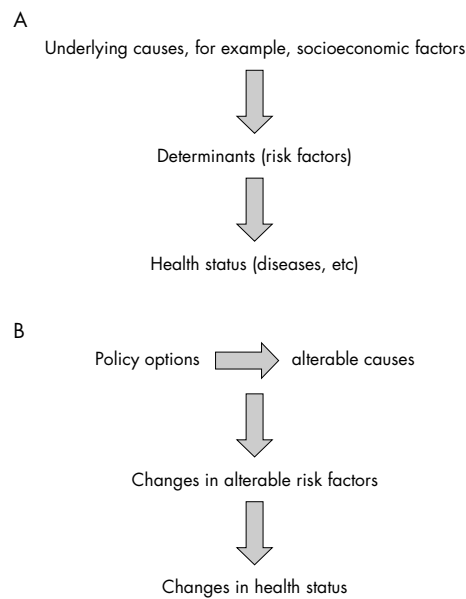 A
Underlying causes, for example, socioeconomic factors
Determinants (risk factors)
Health status (diseases, etc)
B
Policy options alterable causes
Changes in alterable risk factors
Changes in health status